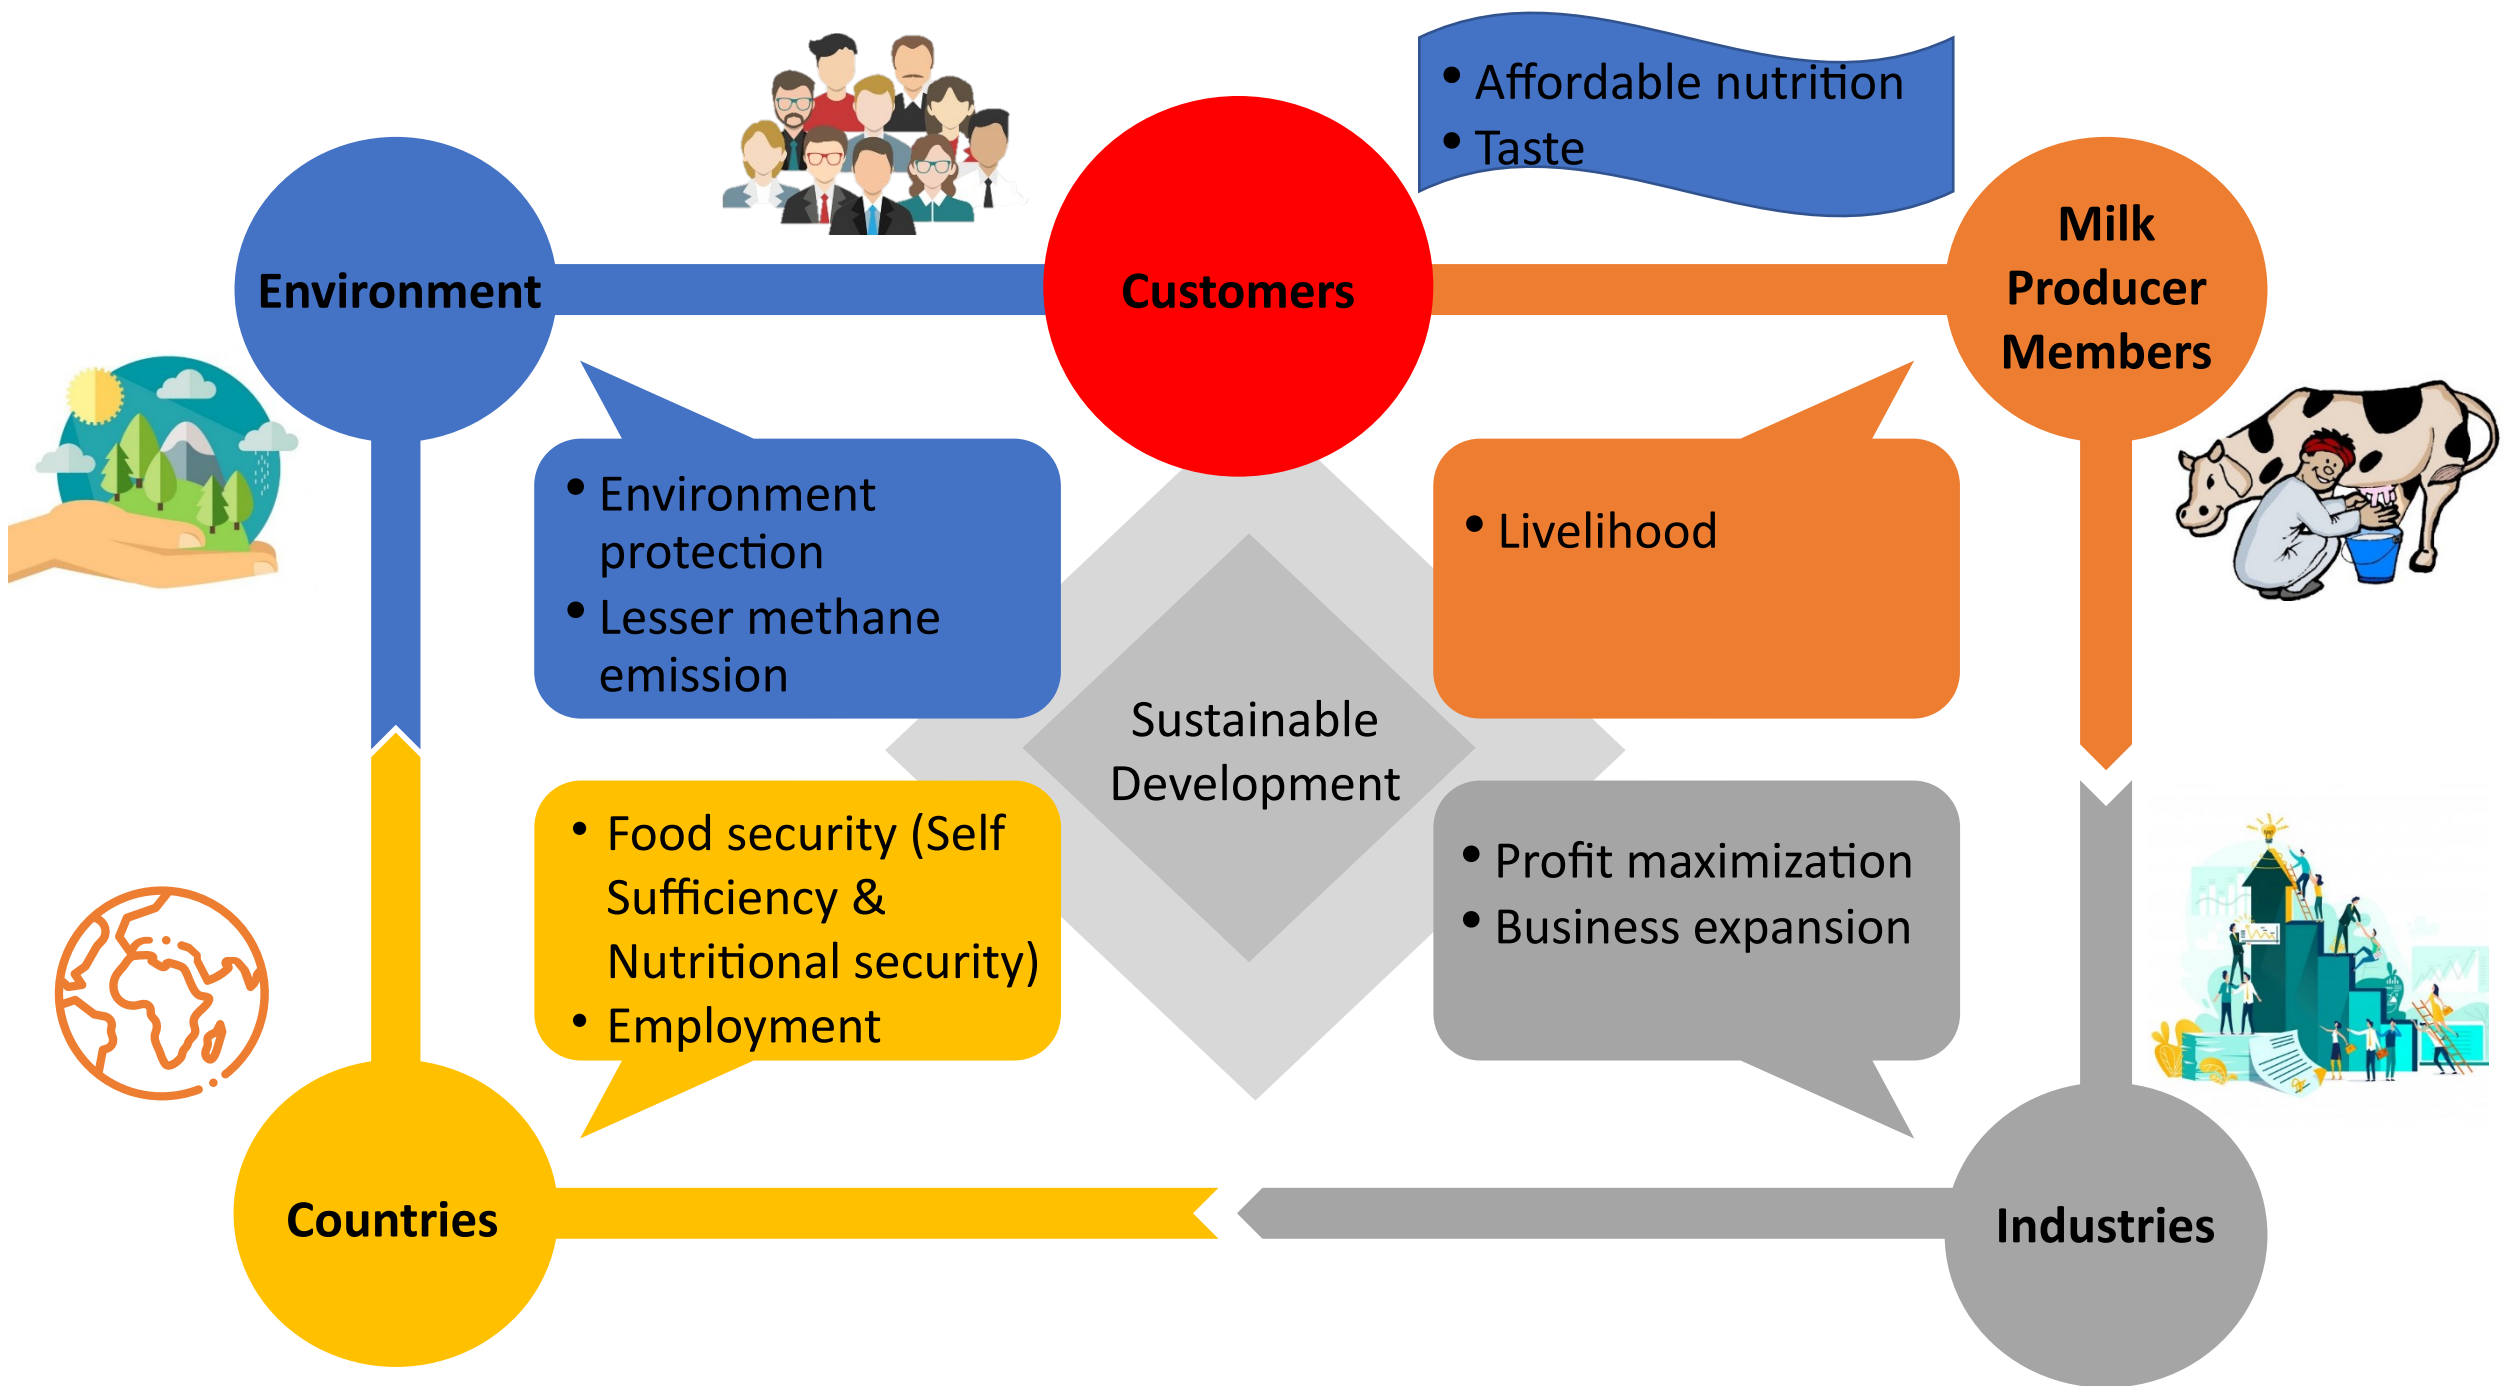 • Affordable nutrition
• Taste
Environment
Customers
Milk
Producer
Members
• Environment
protection
• Lesser methane
emission
• Livelihood
Sustainable
Development
• Food security (Self
Sufficiency &
Nutritional security)
• Employment
• Profit maximization
• Business expansion
Countries
Industries